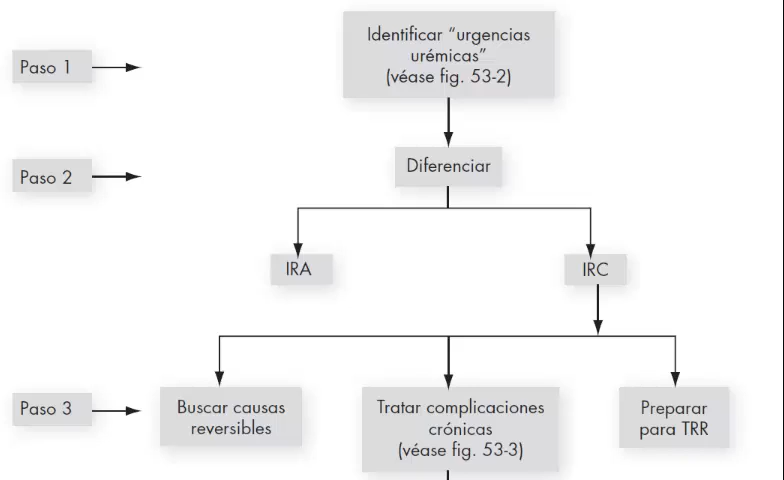 Identificar “urgencias
urémicas”
(véase fig. 53-2)
Paso 1
Paso 2
Diferenciar
IRA
IRC
Paso 3
Buscar causas
reversibles
Tratar complicaciones
crónicas
(véase fig. 53-3)
Preparar
para TRR